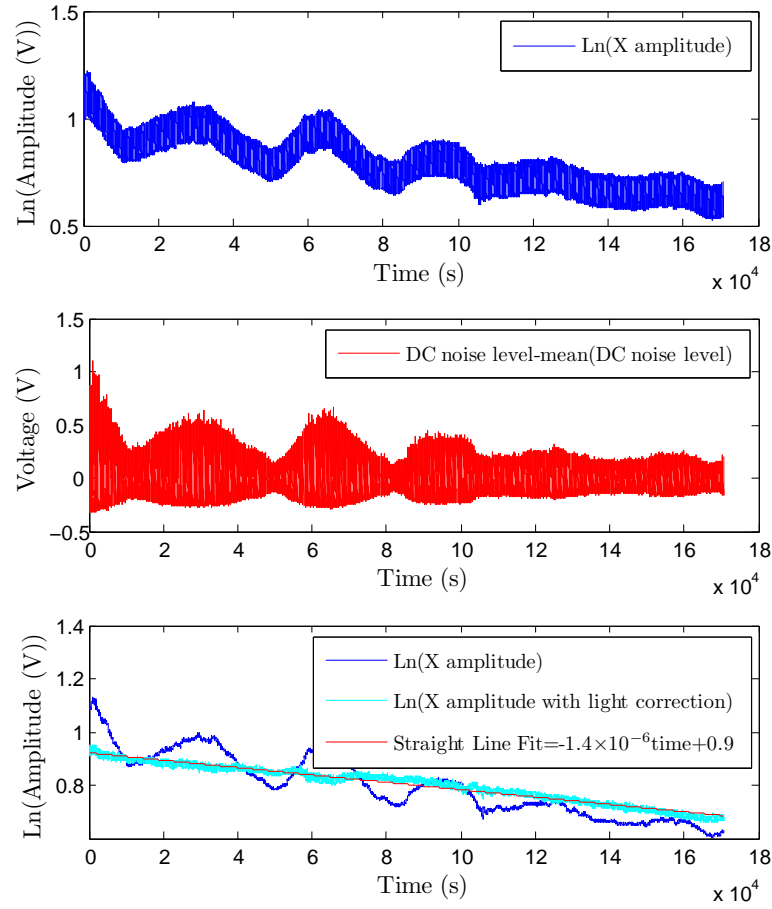 1.5
1
0.5
Ln(Amplitude (V))
Ln(X amplitude)
0 2 4 6 8 10 12 14 16 18
Time (s)
x 10^4
1.5
1
0.5
0
−0.5
Voltage (V)
DC noise level-mean(DC noise level)
0 2 4 6 8 10 12 14 16 18
Time (s)
x 10^4
1.4
1.2
1
0.8
Ln(Amplitude (V))
Ln(X amplitude)
Ln(X amplitude with light correction)
Straight Line Fit=-1.4×10^−6time+0.9
0 2 4 6 8 10 12 14 16 18
Time (s)
x 10^4